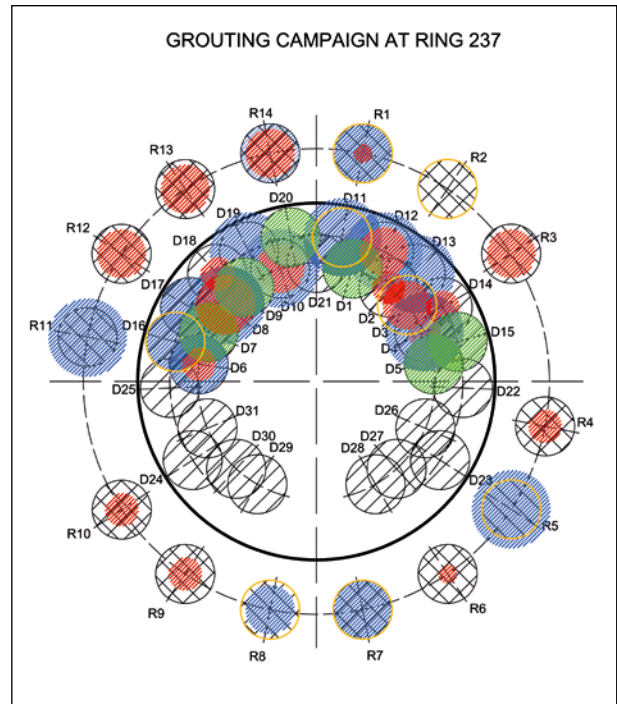 GROUTING CAMPAIGN AT RING 237
R14
R1
R13
R2
D20
D11
R12
D19
D12
R3
D18
D13
D17
D10
D21
D1
D14
R11
D16
D9
D2
D8
D3
D15
D7
D4
D6
D5
D25
D22
D31
D26
R4
D30
D27
D24
D29
D28
D23
R10
R5
R9
R6
R8
R7